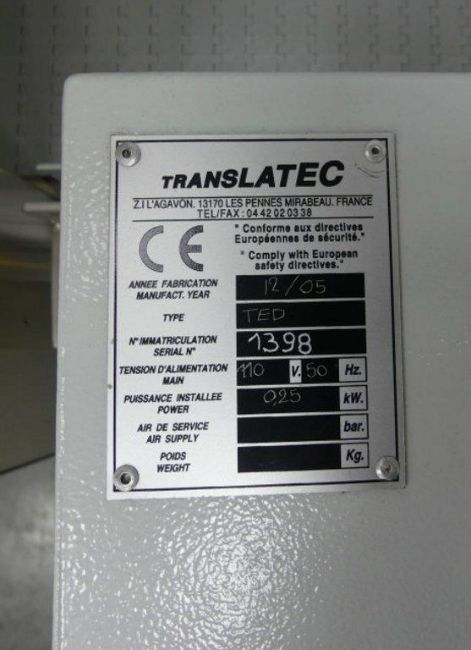 TRANSLATEC
Z.I L'AGAVON. 13170 LES PENNES MIRABEAU. FRANCE
TEL/FAX : 04 42 02 03 38
CE
" Conforme aux directives
Européennes de sécurité."
" Comply with European
safety directives."
ANNEE FABRICATION
MANUFACT. YEAR
12/05
TYPE
TED
N° IMMATRICULATION
SERIAL N°
1398
TENSION D'ALIMENTATION
MAIN
110 V. 50 Hz.
PUISSANCE INSTALLEE
POWER
0,25 kW.
AIR DE SERVICE
AIR SUPPLY
bar.
POIDS
WEIGHT
Kg.